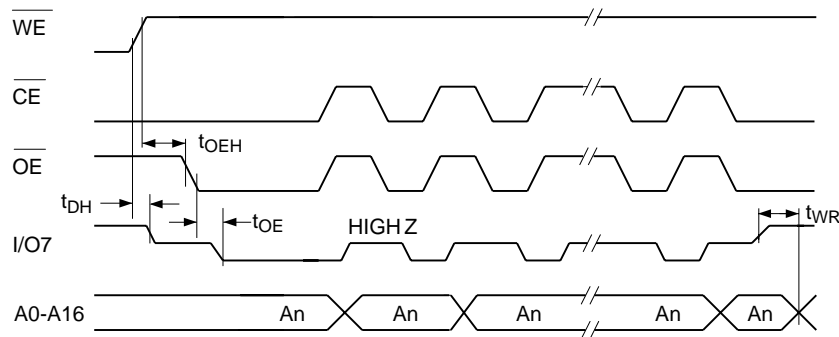 WE
CE
tOEH
OE
tDH
tOE
HIGH Z
tWR
I/O7
A0-A16
An An An An An